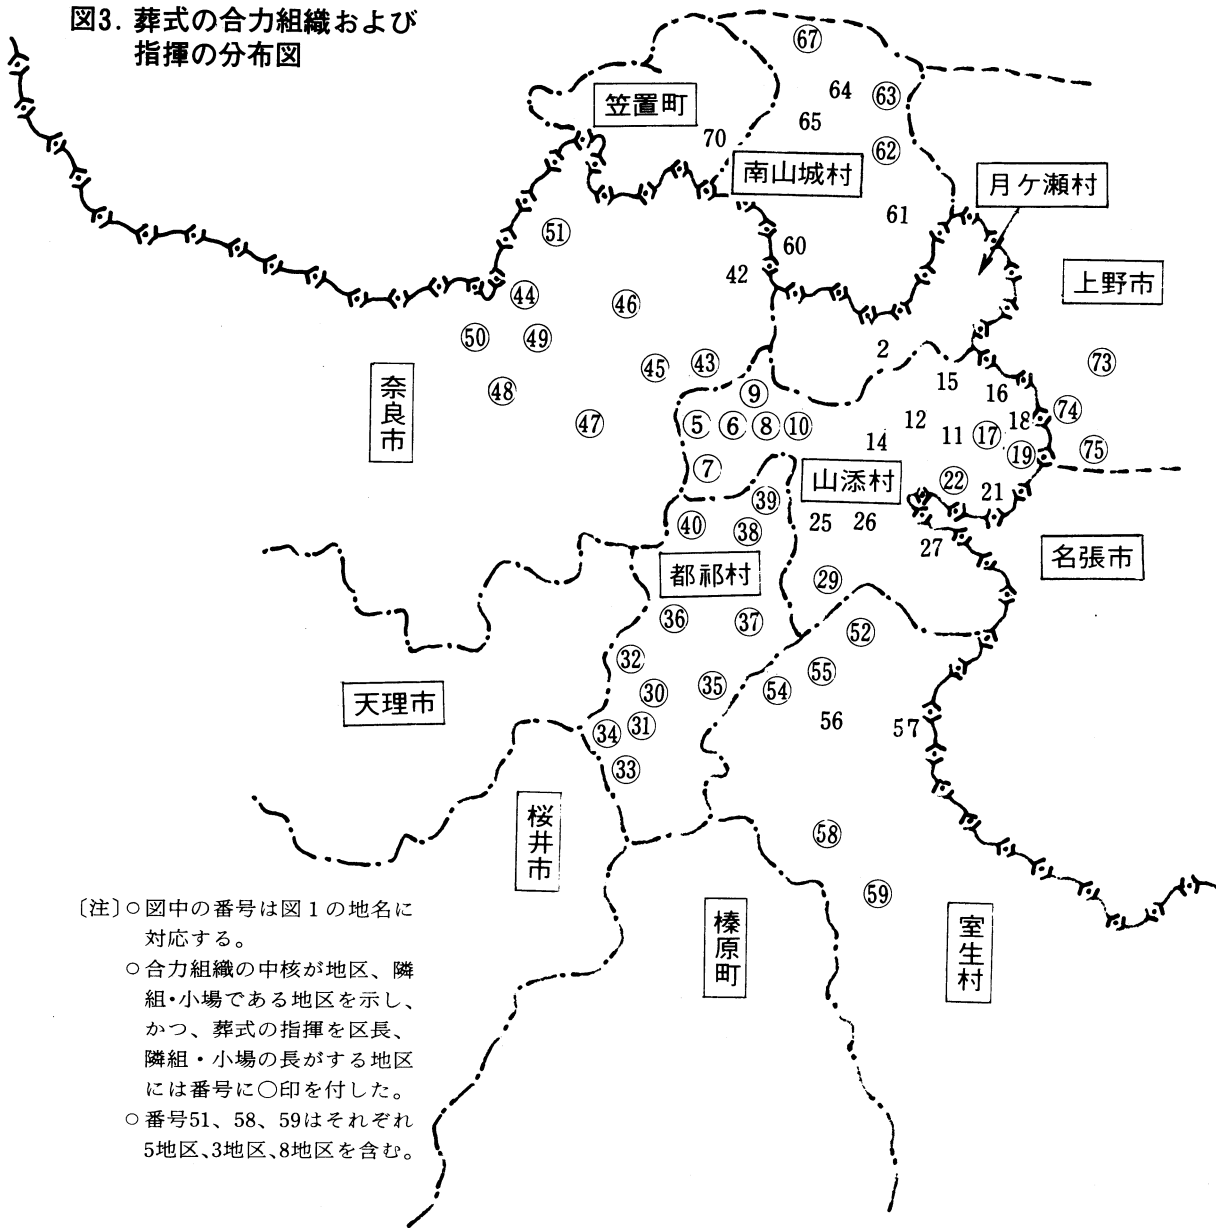 図3. 葬式の合力組織および
指揮の分布図
67
64
63
笠置町
65
70
62
南山城村
月ケ瀬村
61
51
60
42
上野市
44
46
50
49
2
43
73
45
15
奈良市
48
9
16
74
47
5
6
8
10
12
18
14
11
17
75
7
19
山添村
22
21
39
40
38
25
26
27
名張市
都祁村
29
36
37
52
32
55
30
35
54
天理市
56
57
34
31
33
桜井市
58
59
榛原町
室生村
〔注〕○図中の番号は図1の地名に
対応する。
○合力組織の中核が地区、隣
組・小場である地区を示し、
かつ、葬式の指揮を区長、
隣組・小場の長がする地区
には番号に○印を付した。
○番号51、58、59はそれぞれ
5地区、3地区、8地区を含む。